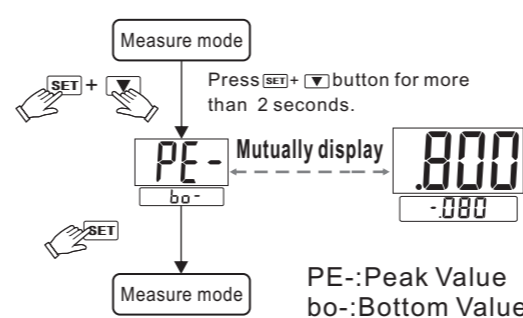 Measure mode
SET + ▼
Press SET + ▼ button for more
than 2 seconds.
PE-
bo-
Mutually display
.800
-.080
SET
Measure mode
PE-:Peak Value
bo-:Bottom Value